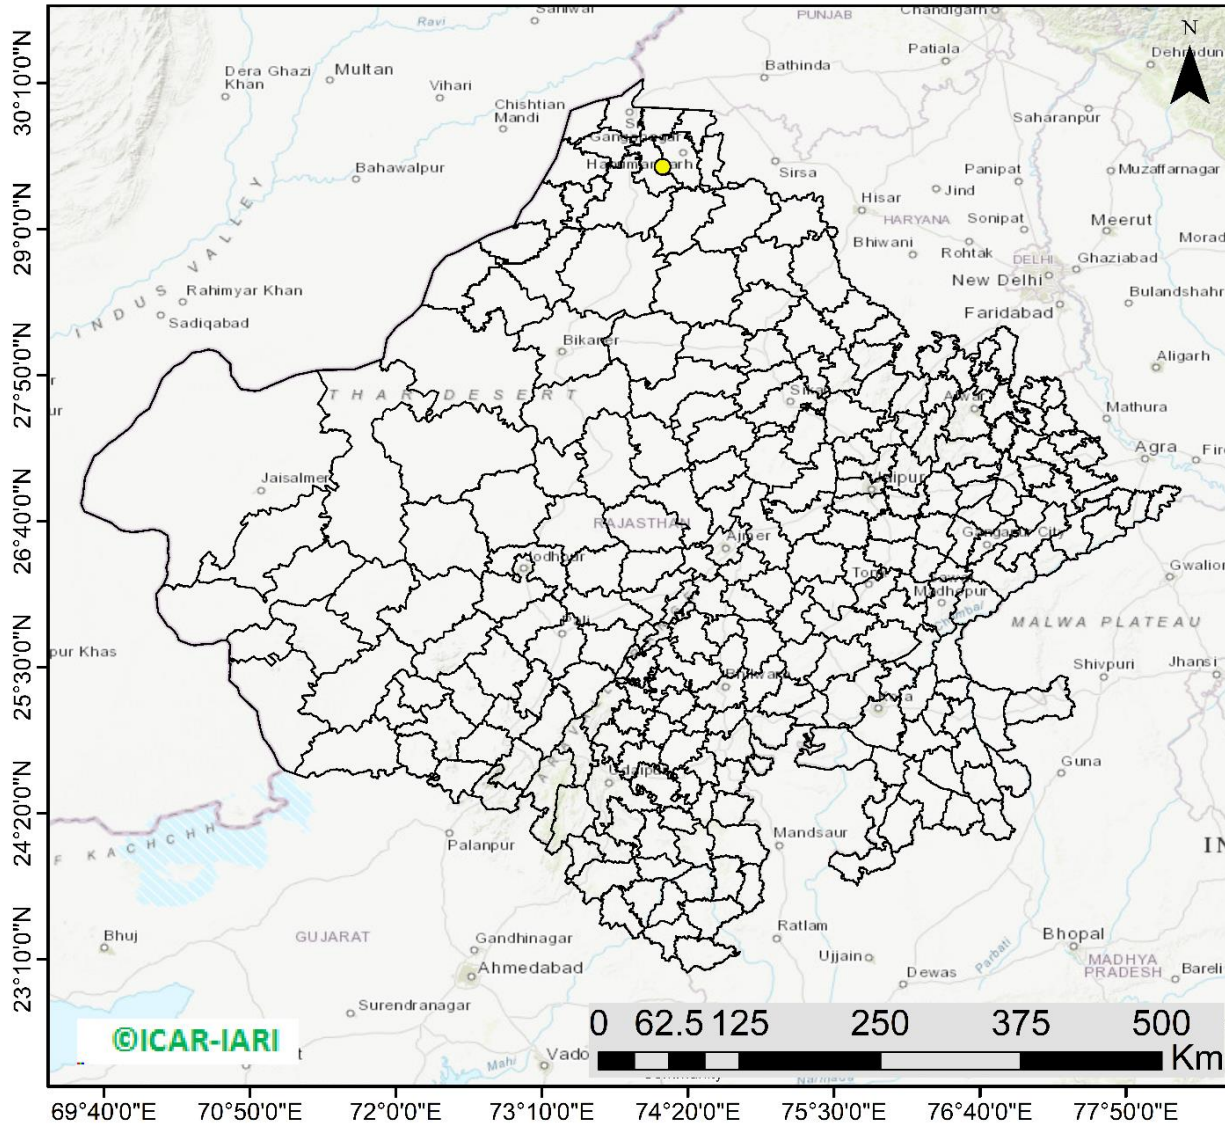 Sahiwal
Ravi
PUNJAB
Chandigarh
N
Dera Ghazi
Khan
Multan
Vihari
Bathinda
Patiala
Dehradun
Chishtian
Mandi
Saharanpur
Bahawalpur
Sirsa
Panipat
Muzaffarnagar
Hisar
Jind
HARYANA
Sonipat
Meerut
Bhiwani
Rohtak
DELHI
Ghaziabad
Morad
New Delhi
INDUS VALLEY
Rahimyar Khan
Sadiqabad
Faridabad
Bulandshahr
Bikaner
Aligarh
THAR DESERT
Mathura
ur
Agra
Fir
Jaisalmer
Jaipur
RAJASTHAN
Gangapur City
Ajmer
Jodhpur
Gwalior
Madhopur
MALWA PLATEAU
pur Khas
Shivpuri
Jhansi
Guna
Udaipur
Mandsaur
IN
F KACHCHH
Palanpur
Ratlam
Bhuj
GUJARAT
Gandhinagar
Bhopal
Ahmedabad
Ujjain
Parbati
MADHYA
PRADESH
Bareli
Dewas
Surendranagar
©ICAR-IARI
Mahi
Vado
0 62.5 125 250 375 500
Km
30°10'0"N
29°0'0"N
27°50'0"N
26°40'0"N
25°30'0"N
24°20'0"N
23°10'0"N
69°40'0"E 70°50'0"E 72°0'0"E 73°10'0"E 74°20'0"E 75°30'0"E 76°40'0"E 77°50'0"E